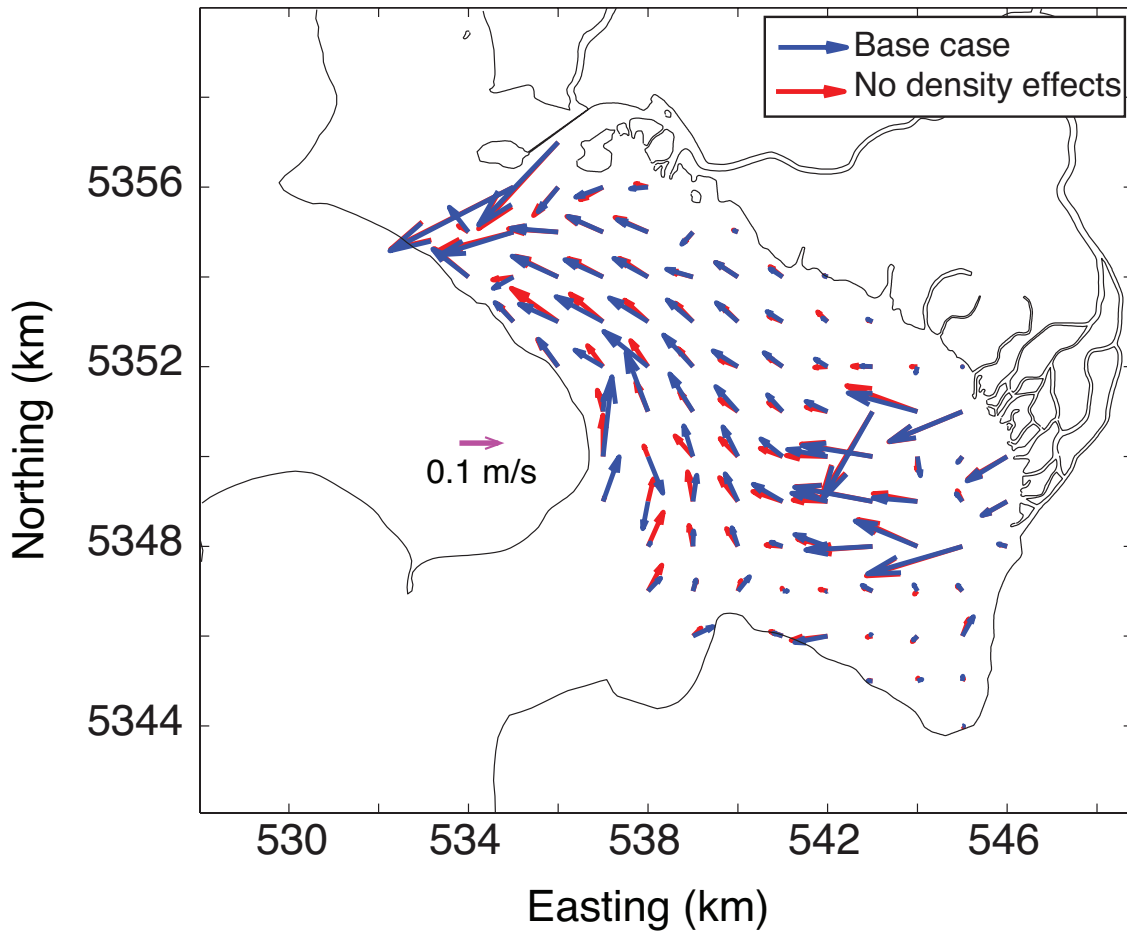 Base case
No density effects
5356
5352
5348
5344
Northing (km)
0.1 m/s
530
534
538
542
546
Easting (km)